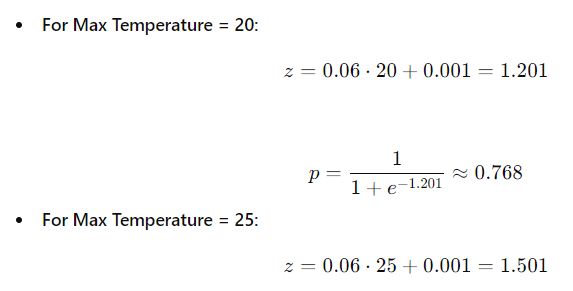 • For Max Temperature = 20:
z = 0.06 · 20 + 0.001 = 1.201
p = \frac{1}{1 + e^{-1.201}} ≈ 0.768
• For Max Temperature = 25:
z = 0.06 · 25 + 0.001 = 1.501